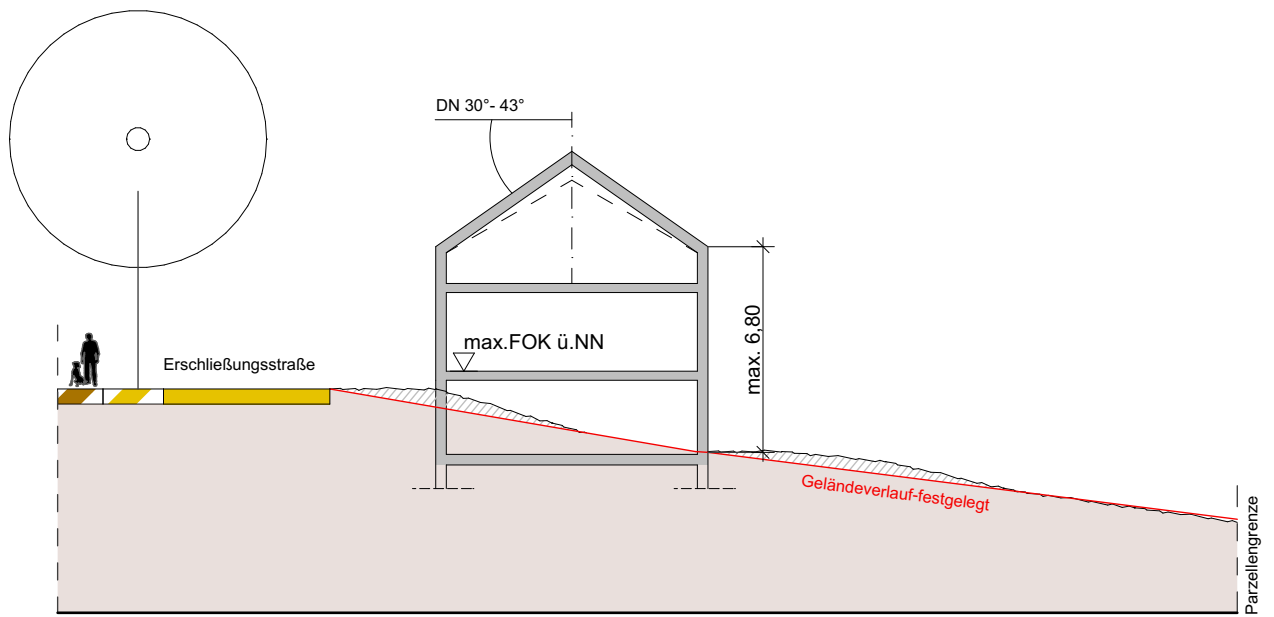 DN 30°- 43°
max.FOK ü.NN
Erschließungsstraße
max. 6,80
Geländeverlauf-festgelegt
Parzellengrenze